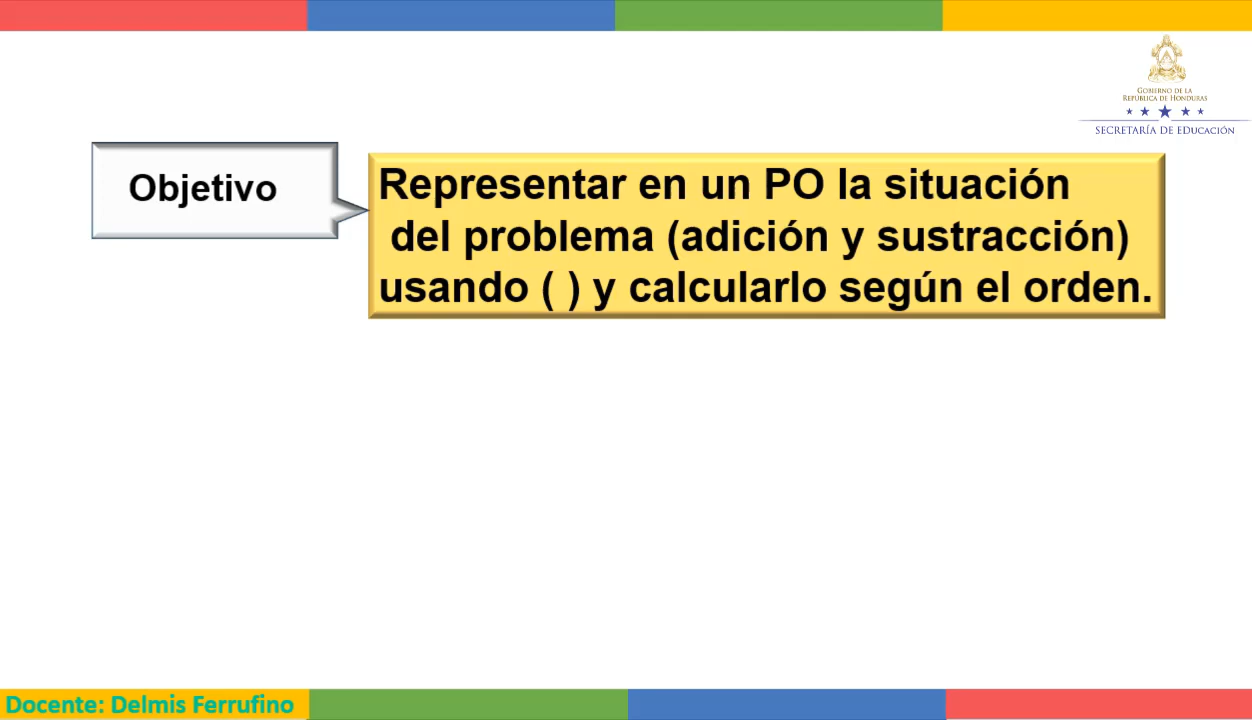 GOBIERNO DE LA
REPÚBLICA DE HONDURAS
SECRETARÍA DE EDUCACIÓN
Objetivo
Representar en un PO la situación
del problema (adición y sustracción)
usando ( ) y calcularlo según el orden.
Docente: Delmis Ferrufino